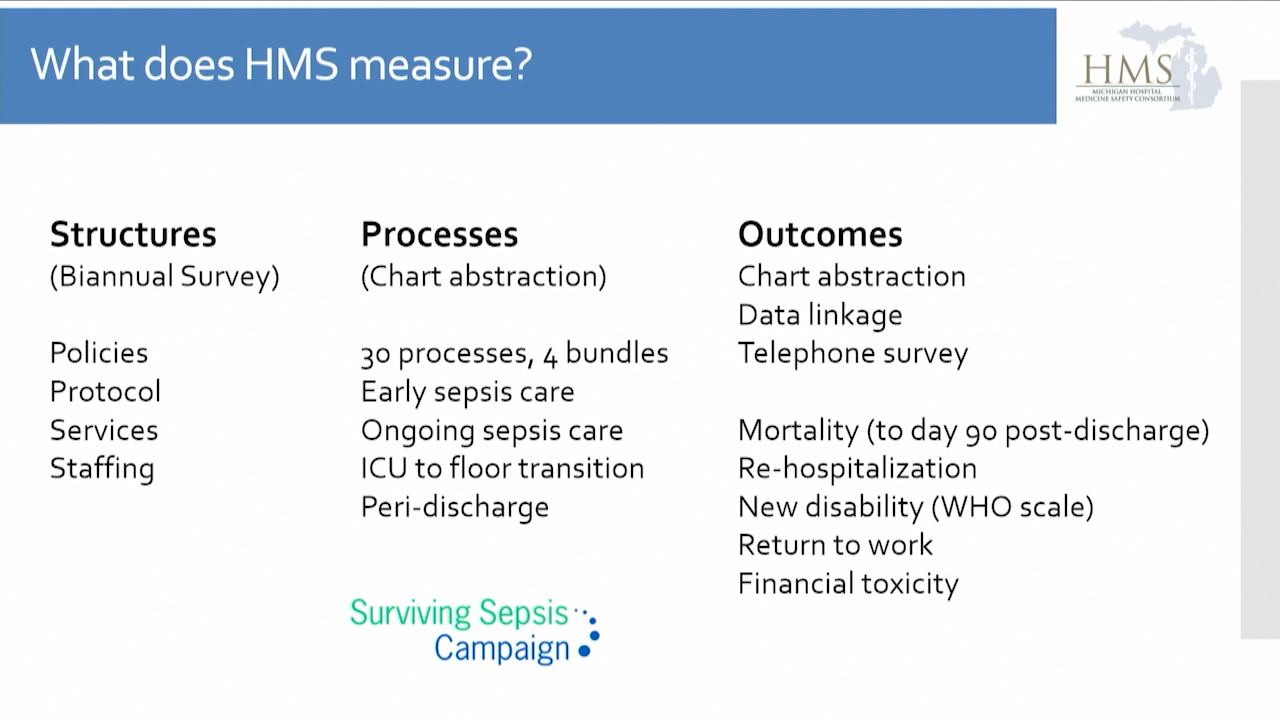 What does HMS measure?
HMS
MICHIGAN HOSPITAL
MEDICINE SAFETY CONSORTIUM
Structures
(Biannual Survey)
Policies
Protocol
Services
Staffing
Processes
(Chart abstraction)
30 processes, 4 bundles
Early sepsis care
Ongoing sepsis care
ICU to floor transition
Peri-discharge
Surviving Sepsis
Campaign
Outcomes
Chart abstraction
Data linkage
Telephone survey
Mortality (to day 90 post-discharge)
Re-hospitalization
New disability (WHO scale)
Return to work
Financial toxicity